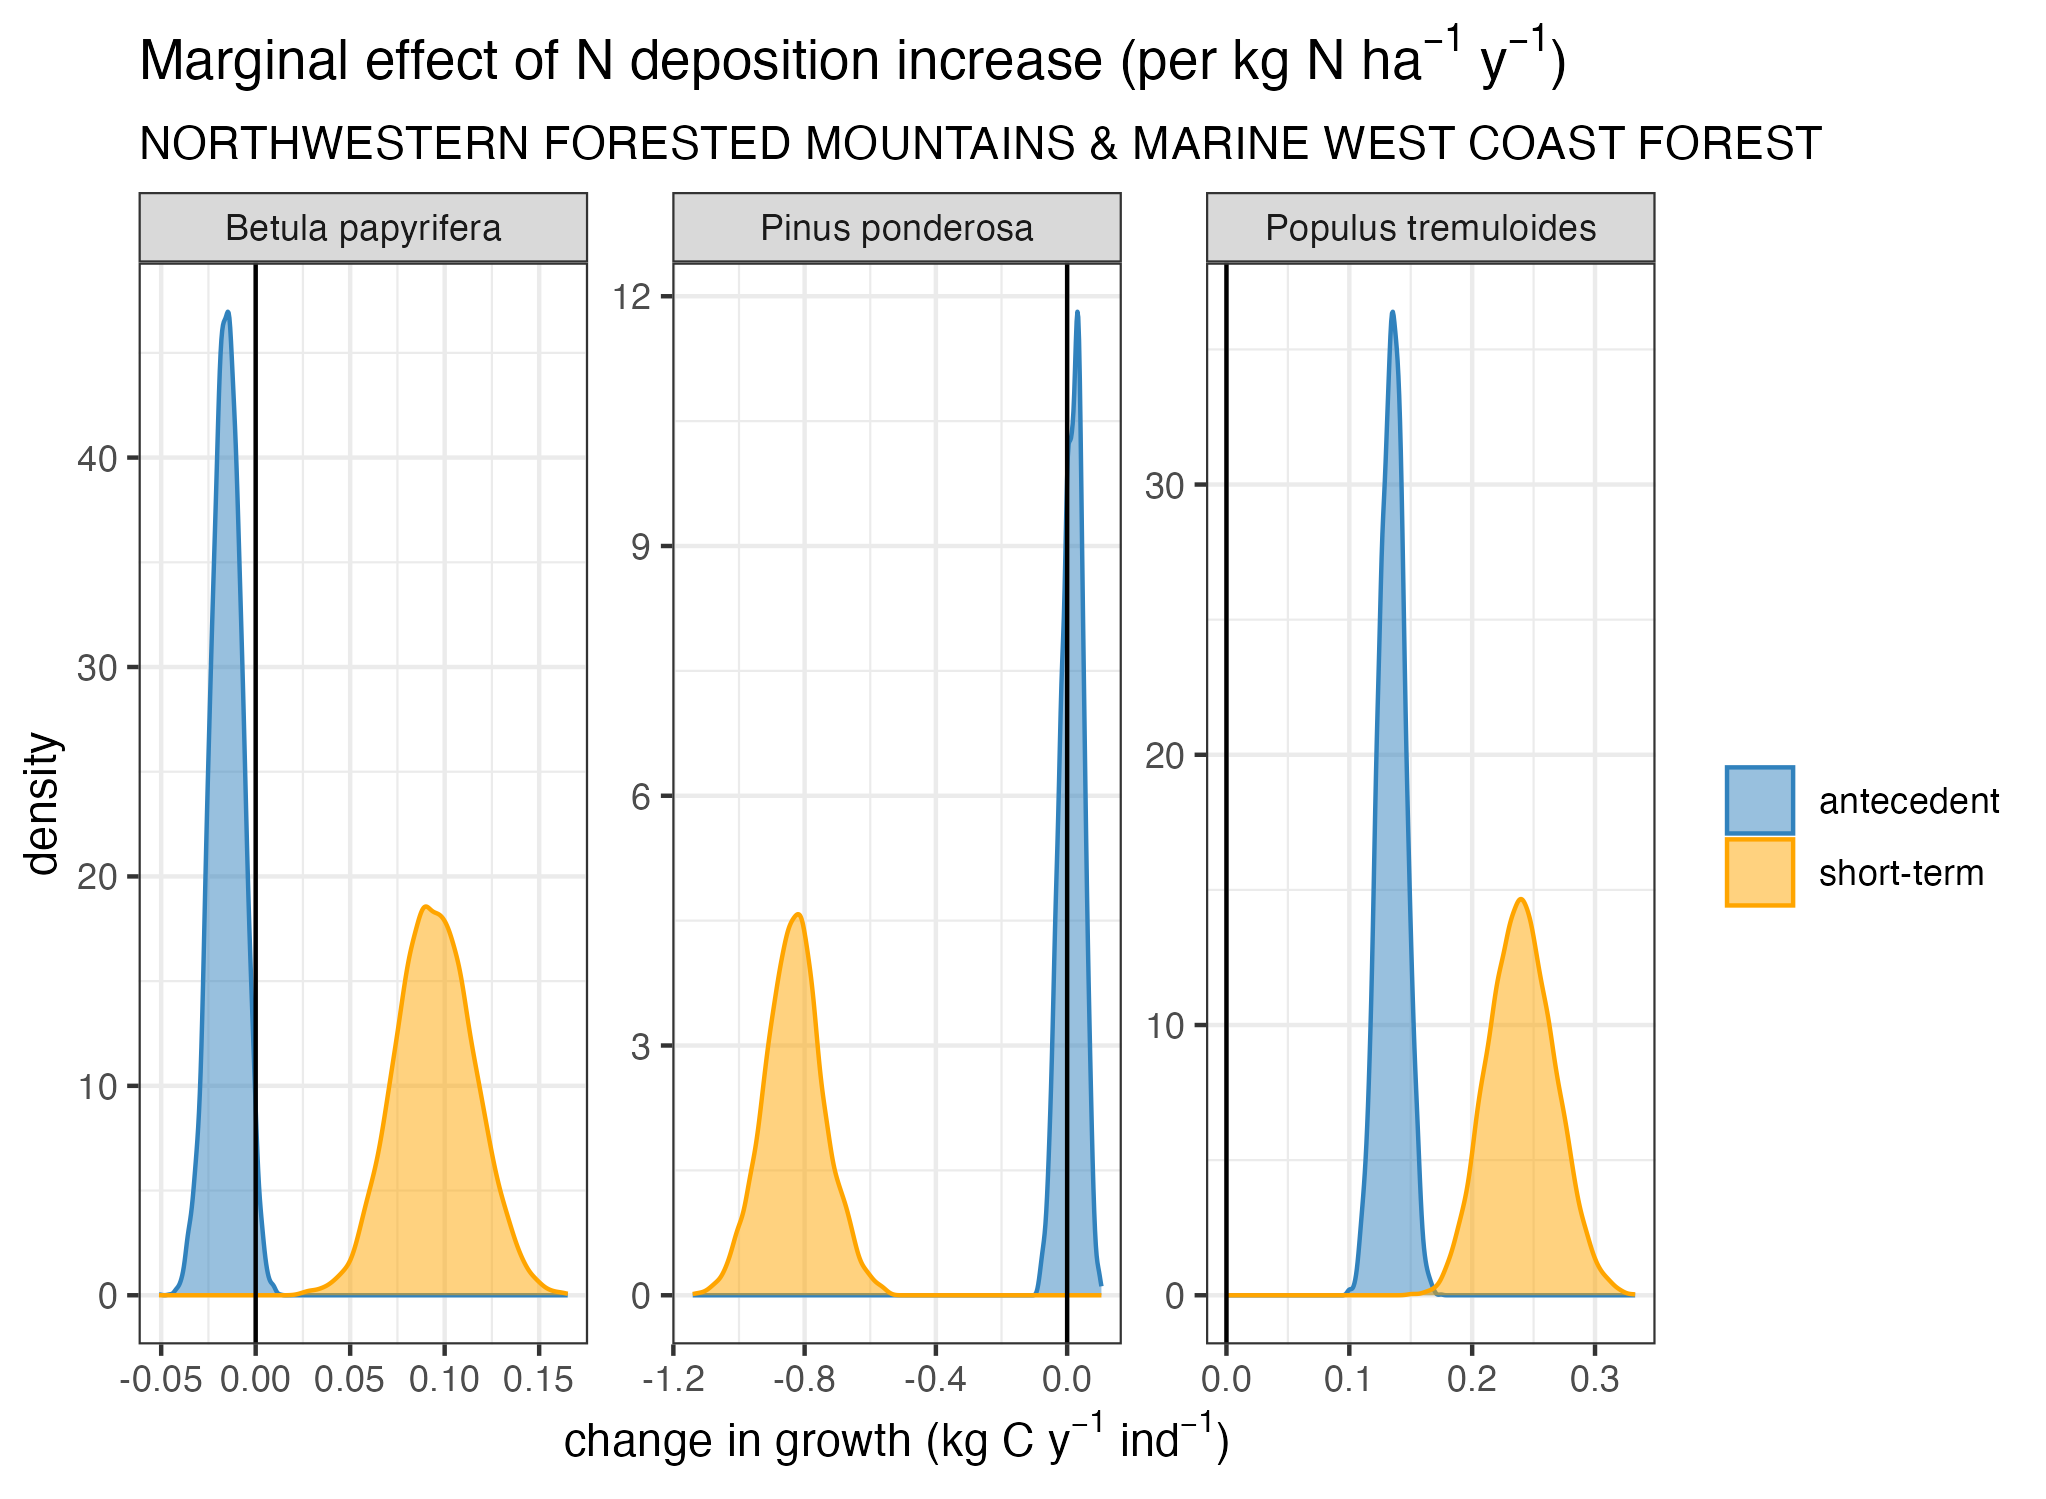 Marginal effect of N deposition increase (per kg N ha⁻¹ y⁻¹)
NORTHWESTERN FORESTED MOUNTAINS & MARINE WEST COAST FOREST
Betula papyrifera
Pinus ponderosa
Populus tremuloides
density
40
30
20
10
0
12
9
6
3
0
30
20
10
0
-0.05 0.00 0.05 0.10 0.15
-1.2 -0.8 -0.4 0.0
0.0 0.1 0.2 0.3
change in growth (kg C y⁻¹ ind⁻¹)
antecedent
short-term